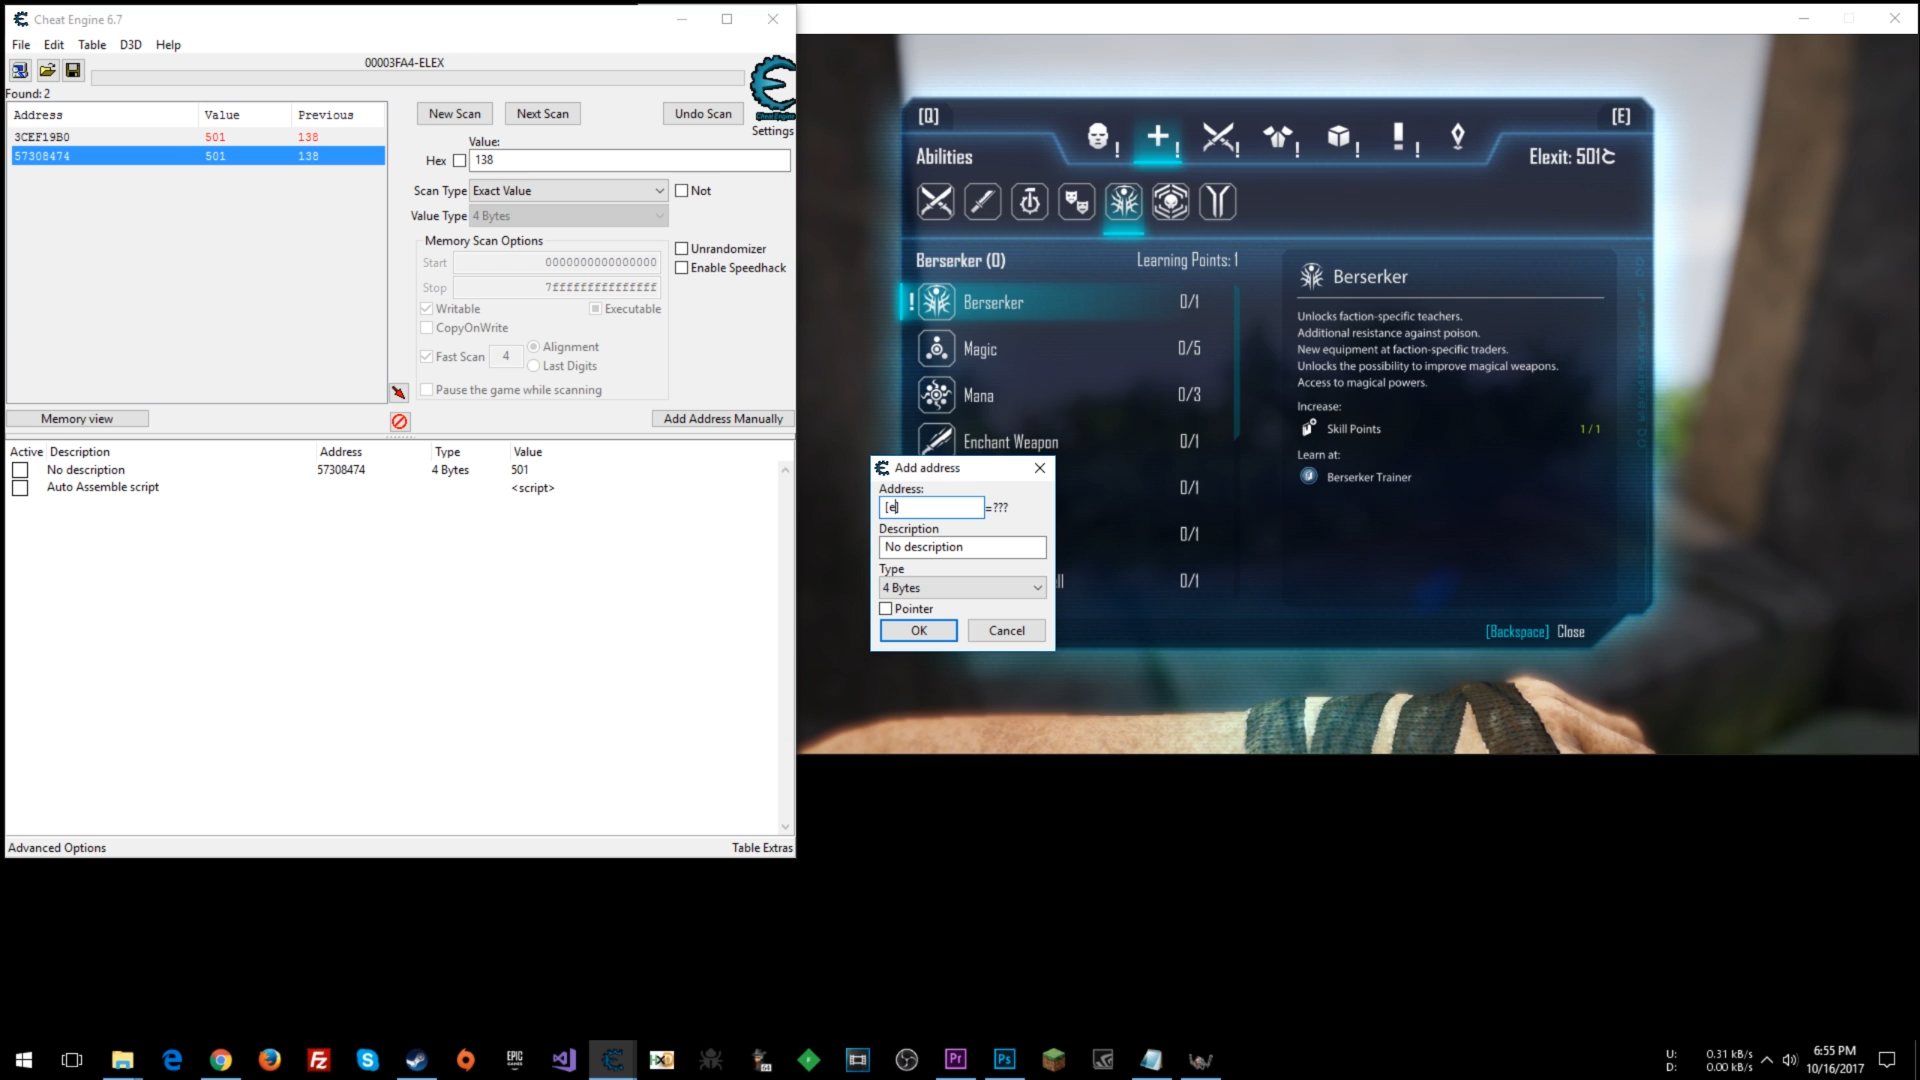 Cheat Engine 6.7
File Edit Table D3D Help
00003FA4-ELEX
Found: 2
Address Value Previous
3CEF19B0 501 138
57308474 501 138
New Scan Next Scan Undo Scan
Cheat Engine
Settings
Value:
Hex 138
Scan Type Exact Value Not
Value Type 4 Bytes
Memory Scan Options
Start 0000000000000000
Stop 7fffffffffffffff
Unrandomizer
Enable Speedhack
Writable Executable
CopyOnWrite
Fast Scan 4 Alignment
Last Digits
Pause the game while scanning
Memory view Add Address Manually
Active Description Address Type Value
No description 57308474 4 Bytes 501
Auto Assemble script <script>
Advanced Options Table Extras
[Q] [E]
Abilities
Elexit: 501
Berserker (0) Learning Points: 1
Berserker 0/1
Magic 0/5
Mana 0/3
Enchant Weapon 0/1
0/1
0/1
0/1
Berserker
Unlocks faction-specific teachers.
Additional resistance against poison.
New equipment at faction-specific traders.
Unlocks the possibility to improve magical weapons.
Access to magical powers.
Increase:
Skill Points 1/1
Learn at:
Berserker Trainer
[Backspace] Close
Add address
Address:
[e] =???
Description
No description
Type
4 Bytes
Pointer
OK Cancel
EPIC
GAMES
64
Pr
Ps
U: 0.31 kB/s
D: 0.00 kB/s
6:55 PM
10/16/2017